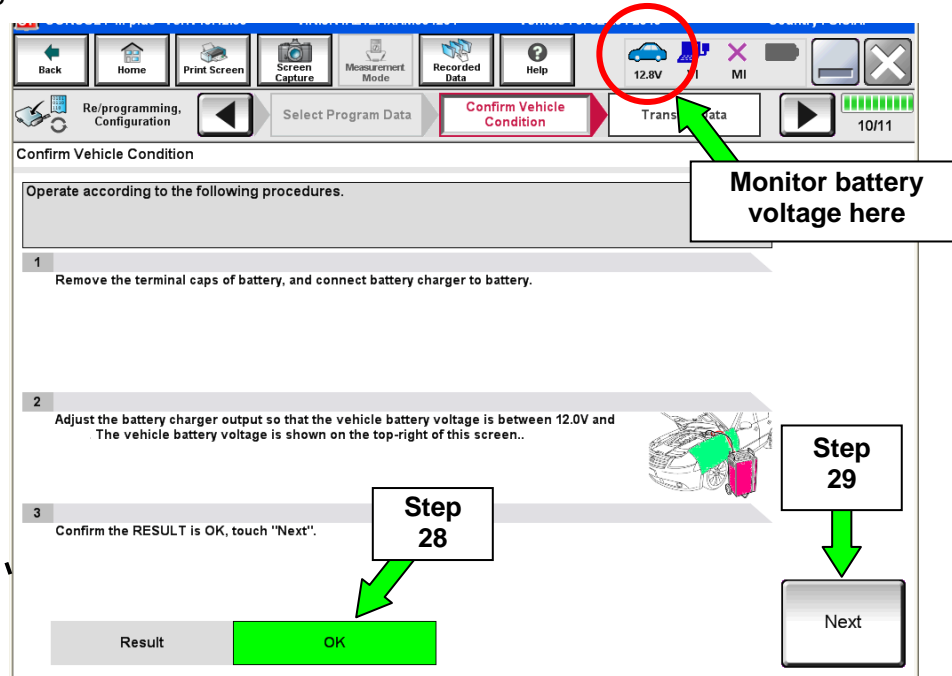 Back
Home
Print Screen
Screen
Capture
Measurement
Mode
Recorded
Data
Help
12.8V
MI
Re/programming,
Configuration
Select Program Data
Confirm Vehicle
Condition
10/11
Confirm Vehicle Condition
Monitor battery
voltage here
Operate according to the following procedures.
1
Remove the terminal caps of battery, and connect battery charger to battery.
2
Adjust the battery charger output so that the vehicle battery voltage is between 12.0V and
The vehicle battery voltage is shown on the top-right of this screen..
Step
29
3
Confirm the RESULT is OK, touch "Next".
Step
28
Result
OK
Next